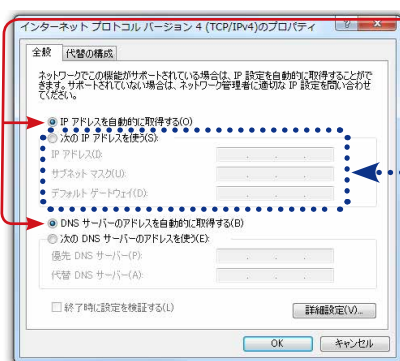 インターネット プロトコル バージョン 4 (TCP/IPv4)のプロパティ
全般 代替の構成
ネットワークでこの機能がサポートされている場合は、IP 設定を自動的に取得することがで
きます。サポートされていない場合は、ネットワーク管理者に適切な IP 設定を問い合わせ
てください。
IP アドレスを自動的に取得する(O)
次の IP アドレスを使う(S):
IP アドレス(I):
サブネット マスク(U):
デフォルト ゲートウェイ(D):
DNS サーバーのアドレスを自動的に取得する(B)
次の DNS サーバーのアドレスを使う(E):
優先 DNS サーバー(P):
代替 DNS サーバー(A):
終了時に設定を検証する(L)
詳細設定(V)...
OK キャンセル